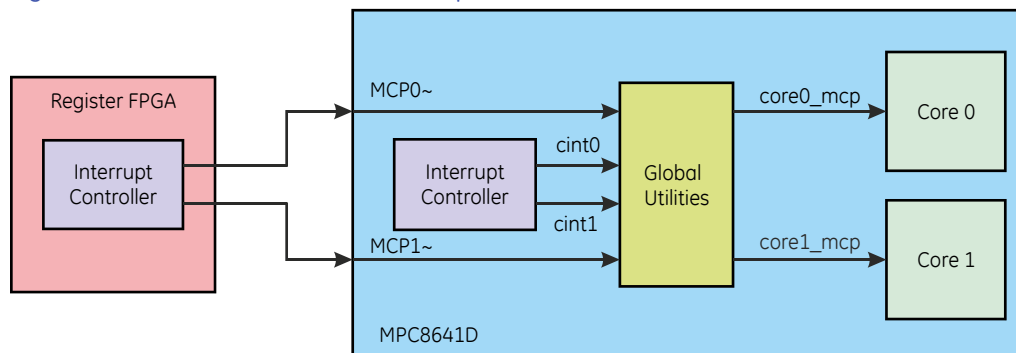 Register FPGA
Interrupt
Controller
MCP0~
MCP1~
cint0
Interrupt
Controller
cint1
Global
Utilities
core0_mcp
core1_mcp
Core 0
Core 1
MPC8641D